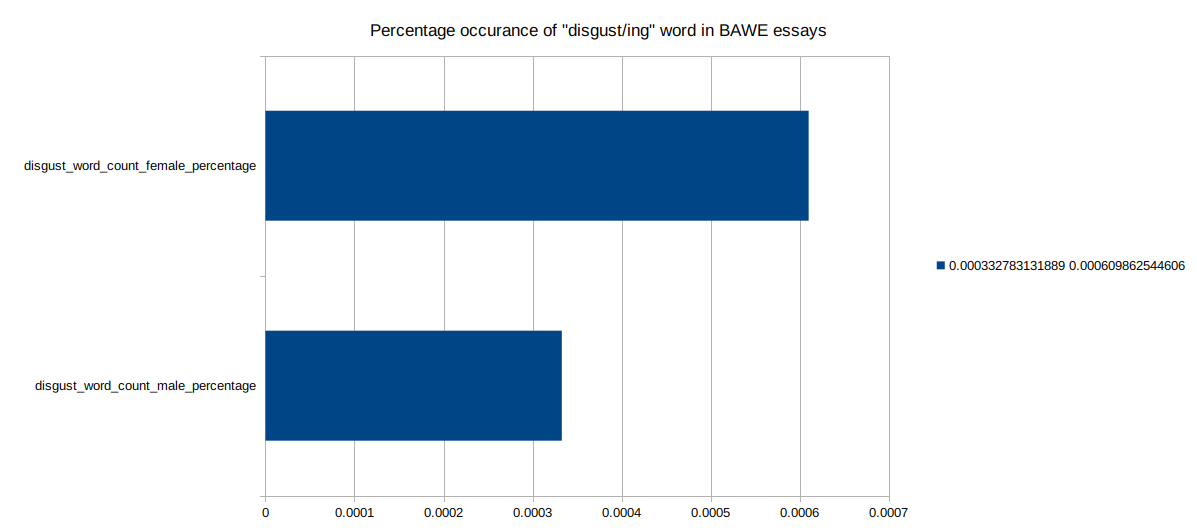 Percentage occurance of "disgust/ing" word in BAWE essays
disgust_word_count_female_percentage
0.000332783131889 0.000609862544606
disgust_word_count_male_percentage
0 0.0001 0.0002 0.0003 0.0004 0.0005 0.0006 0.0007